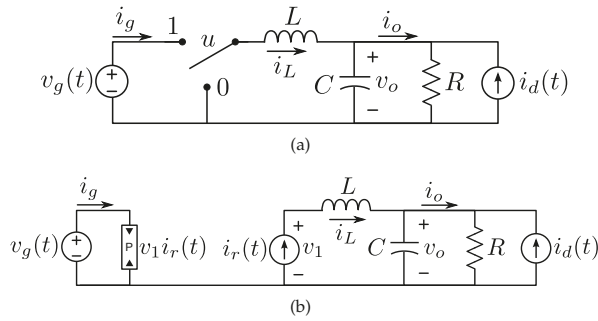 i_g
1
u
L
i_o
v_g(t)
+
−
0
i_L
C
+
v_o
−
R
i_d(t)
(a)
i_g
L
i_o
v_g(t)
+
−
P
v_1 i_r(t)
i_r(t)
+
v_1
−
i_L
C
+
v_o
−
R
i_d(t)
(b)